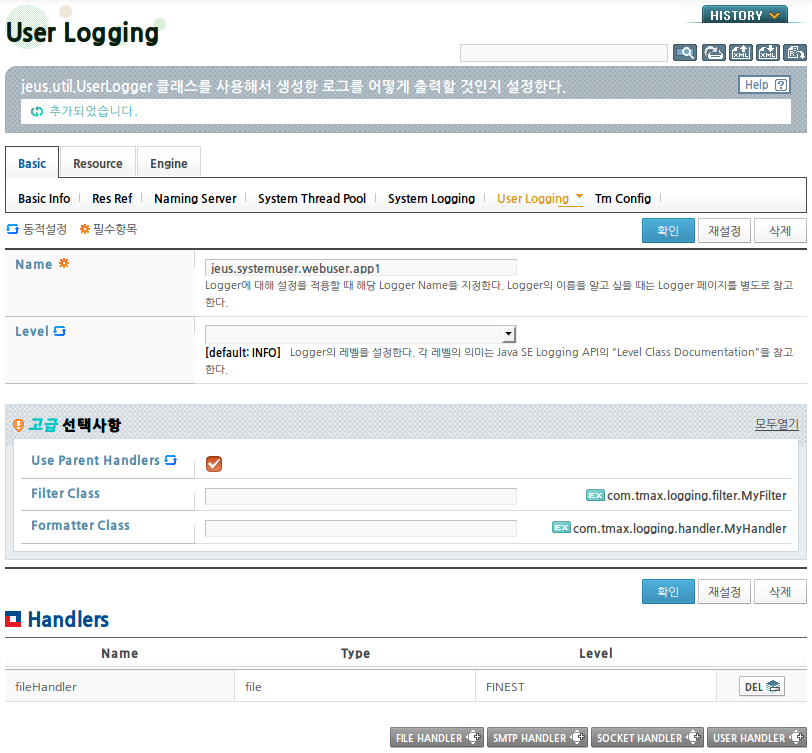 HISTORY
User Logging
XML XML
jeus.util.UserLogger 클래스를 사용해서 생성한 로그를 어떻게 출력할 것인지 설정한다.
Help ?
추가되었습니다.
Basic Resource Engine
Basic Info Res Ref Naming Server System Thread Pool System Logging User Logging Tm Config
동적설정 필수항목
확인 재설정 삭제
Name
jeus.systemuser.webuser.app1
Logger에 대해 설정을 적용할 때 해당 Logger Name을 지정한다. Logger의 이름을 알고 싶을 때는 Logger 페이지를 별도로 참고
한다.
Level
[default: INFO] Logger의 레벨을 설정한다. 각 레벨의 의미는 Java SE Logging API의 "Level Class Documentation"을 참고
한다.
고급 선택사항 모두열기
Use Parent Handlers
Filter Class EX com.tmax.logging.filter.MyFilter
Formatter Class EX com.tmax.logging.handler.MyHandler
확인 재설정 삭제
Handlers
Name Type Level
fileHandler file FINEST DEL
FILE HANDLER SMTP HANDLER SOCKET HANDLER USER HANDLER